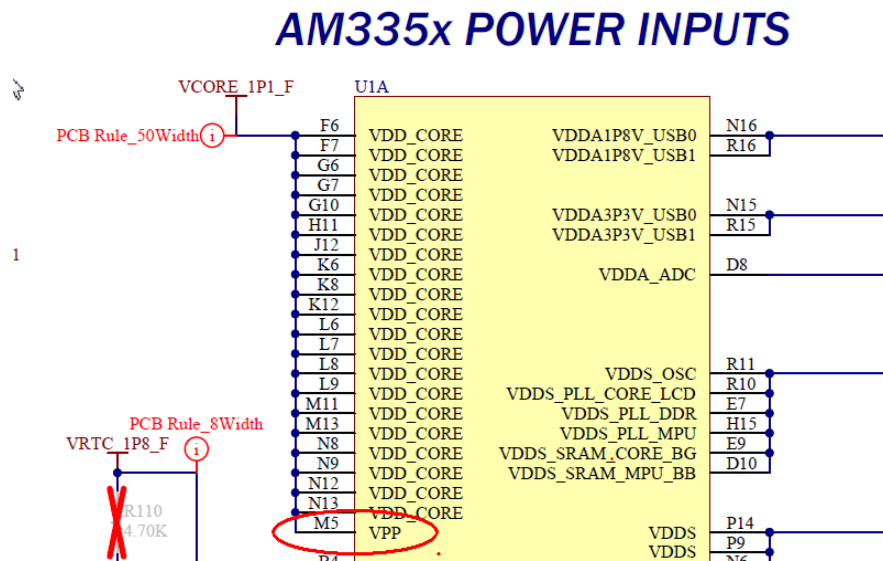 AM335x POWER INPUTS
VCORE_1P1_F
U1A
PCB Rule_50Width
i
F6 VDD_CORE VDDA1P8V_USB0 N16
F7 VDD_CORE VDDA1P8V_USB1 R16
G6 VDD_CORE
G7 VDD_CORE
G10 VDD_CORE VDDA3P3V_USB0 N15
H11 VDD_CORE VDDA3P3V_USB1 R15
J12 VDD_CORE
1
K6 VDD_CORE VDDA_ADC D8
K8 VDD_CORE
K12 VDD_CORE
L6 VDD_CORE
L7 VDD_CORE
L8 VDD_CORE VDDS_OSC R11
L9 VDD_CORE VDDS_PLL_CORE_LCD R10
M11 VDD_CORE VDDS_PLL_DDR E7
M13 VDD_CORE VDDS_PLL_MPU H15
N8 VDD_CORE VDDS_SRAM_CORE_BG E9
N9 VDD_CORE VDDS_SRAM_MPU_BB D10
N12 VDD_CORE
N13 VDD_CORE
M5 VPP VDDS P14
VDDS P9
PCB Rule_8Width
VRTC_1P8_F
i
R110
4.70K